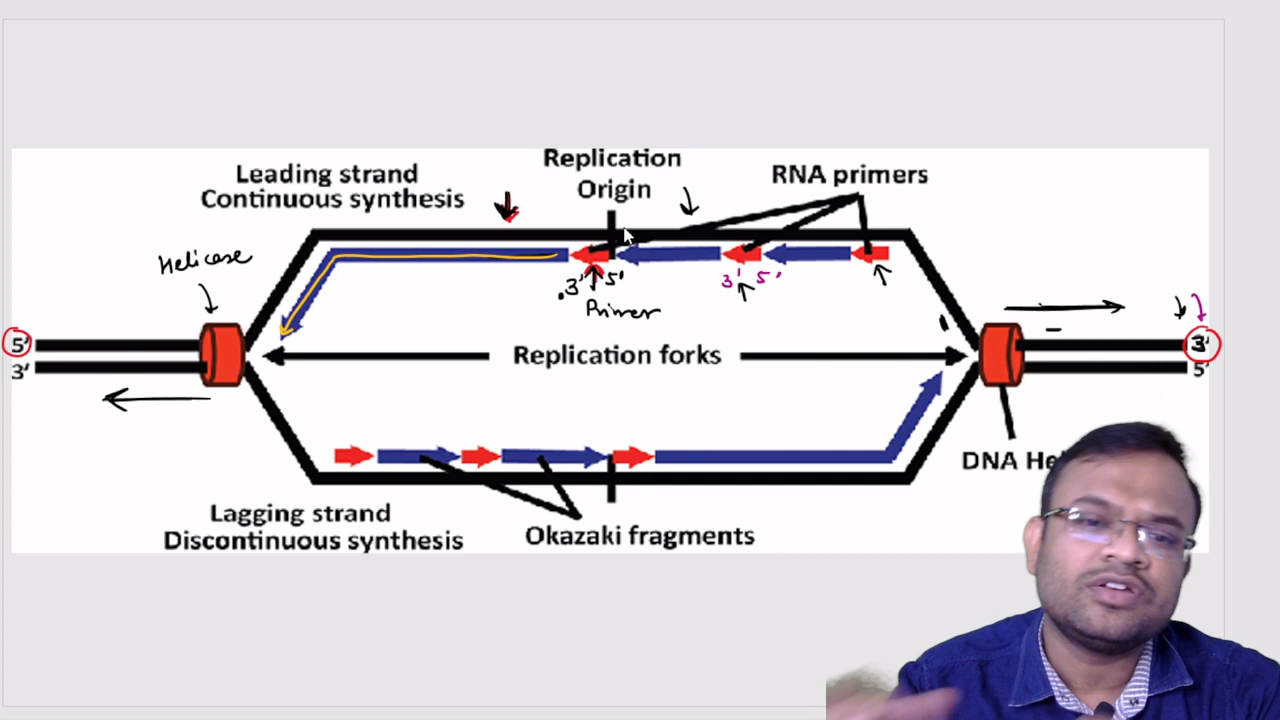 Replication
Origin
Leading strand
Continuous synthesis
RNA primers
Helicase
.3' 5'
Primer
3' 5'
5'
3'
Replication forks
3'
5'
DNA He
Lagging strand
Discontinuous synthesis
Okazaki fragments